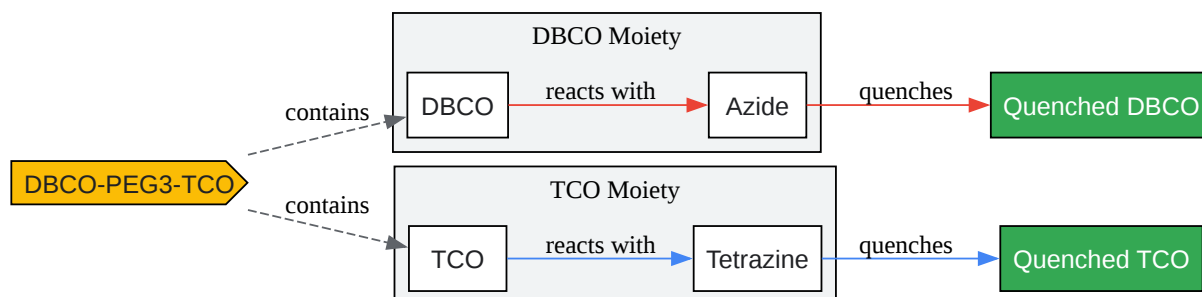 DBCO Moiety
DBCO
reacts with
Azide
quenches
Quenched DBCO
contains
DBCO-PEG3-TCO
contains
TCO Moiety
TCO
reacts with
Tetrazine
quenches
Quenched TCO